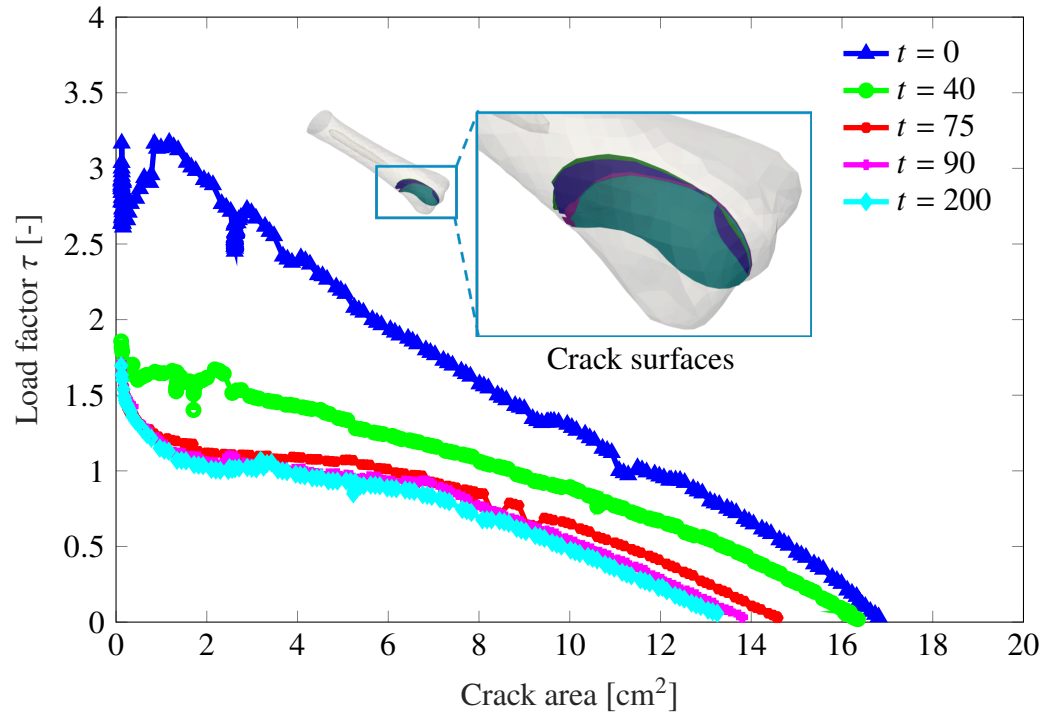 4
3.5
3
2.5
2
1.5
1
0.5
0
Load factor τ [-]
t = 0
t = 40
t = 75
t = 90
t = 200
Crack surfaces
0 2 4 6 8 10 12 14 16 18 20
Crack area [cm²]